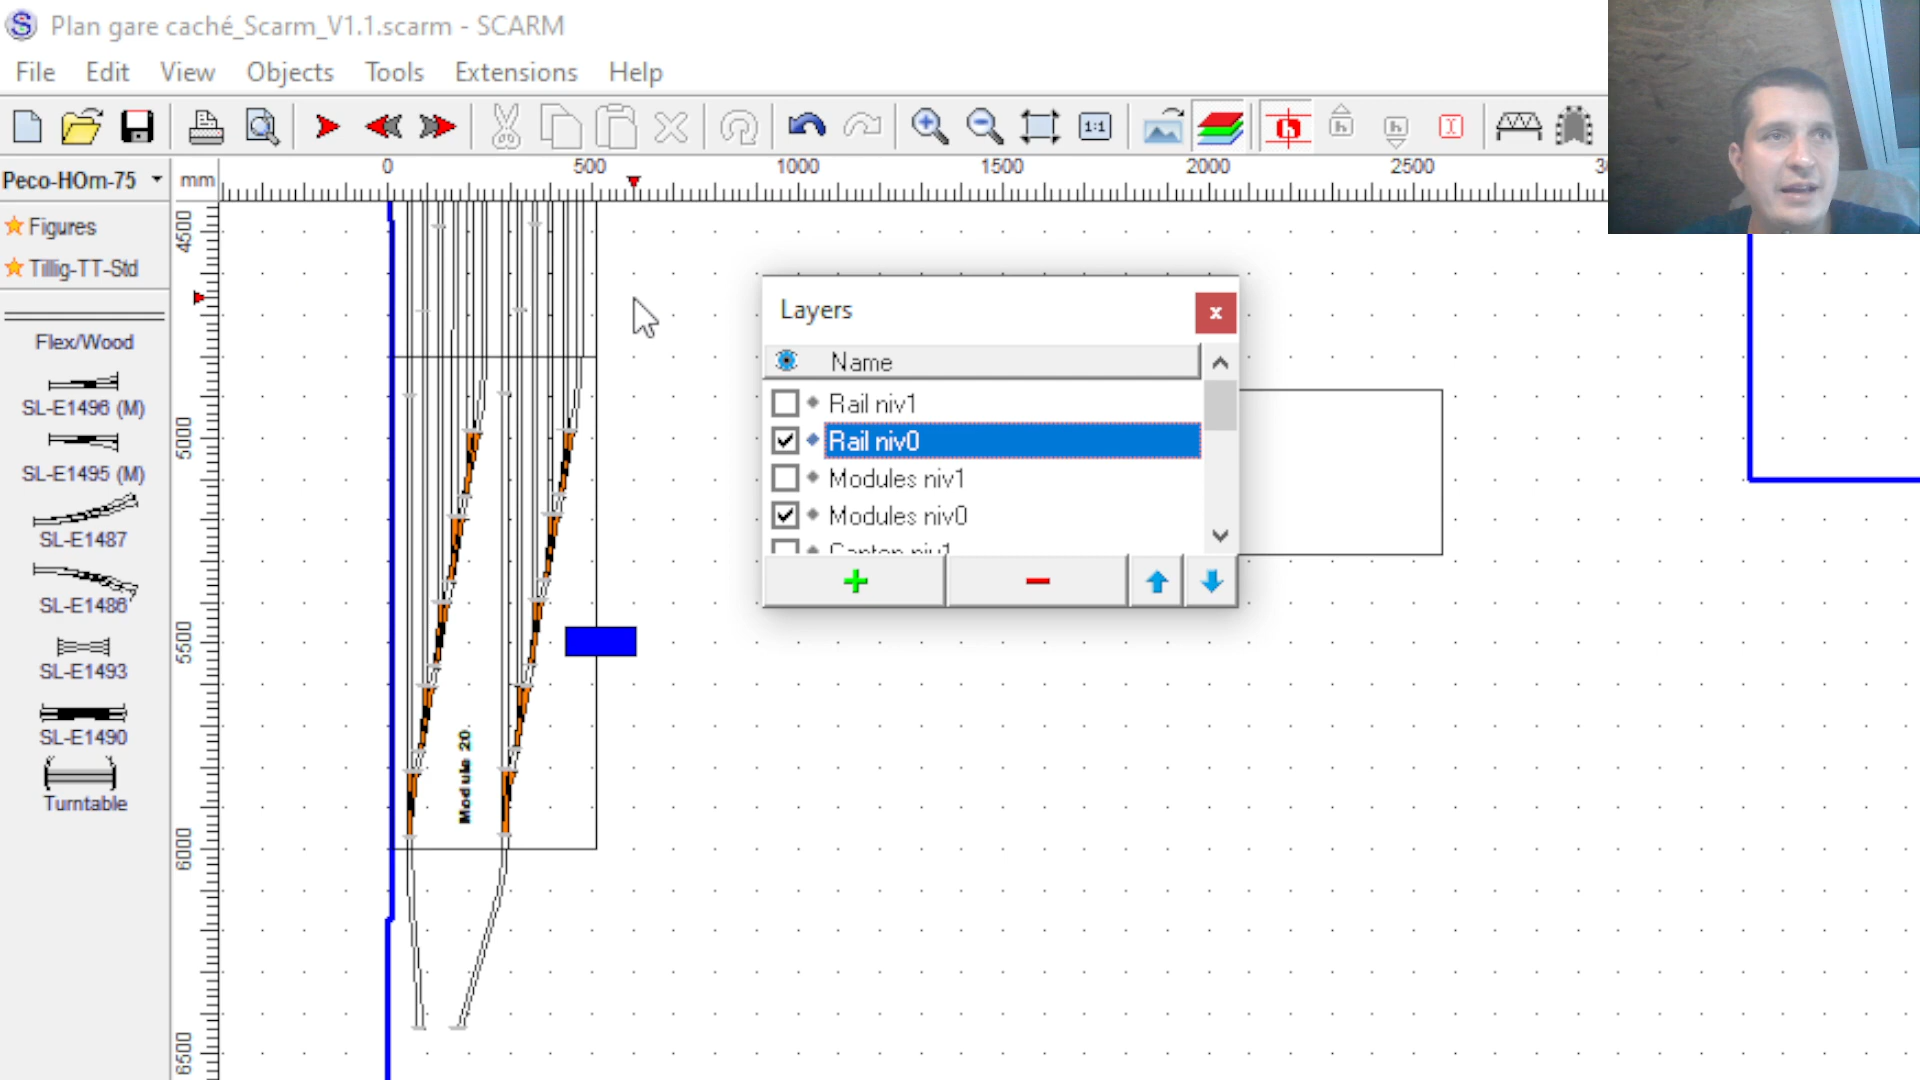 Plan gare caché_Scarm_V1.1.scarm - SCARM
File Edit View Objects Tools Extensions Help
1:1
Peco-H0m-75
mm
0 500 1000 1500 2000 2500
Figures
Tillig-TT-Std
Flex/Wood
SL-E1496 (M)
SL-E1495 (M)
SL-E1487
SL-E1486
SL-E1493
SL-E1490
Turntable
4500
5000
5500
6000
6500
Module 20
Layers
Name
Rail niv1
Rail niv0
Modules niv1
Modules niv0